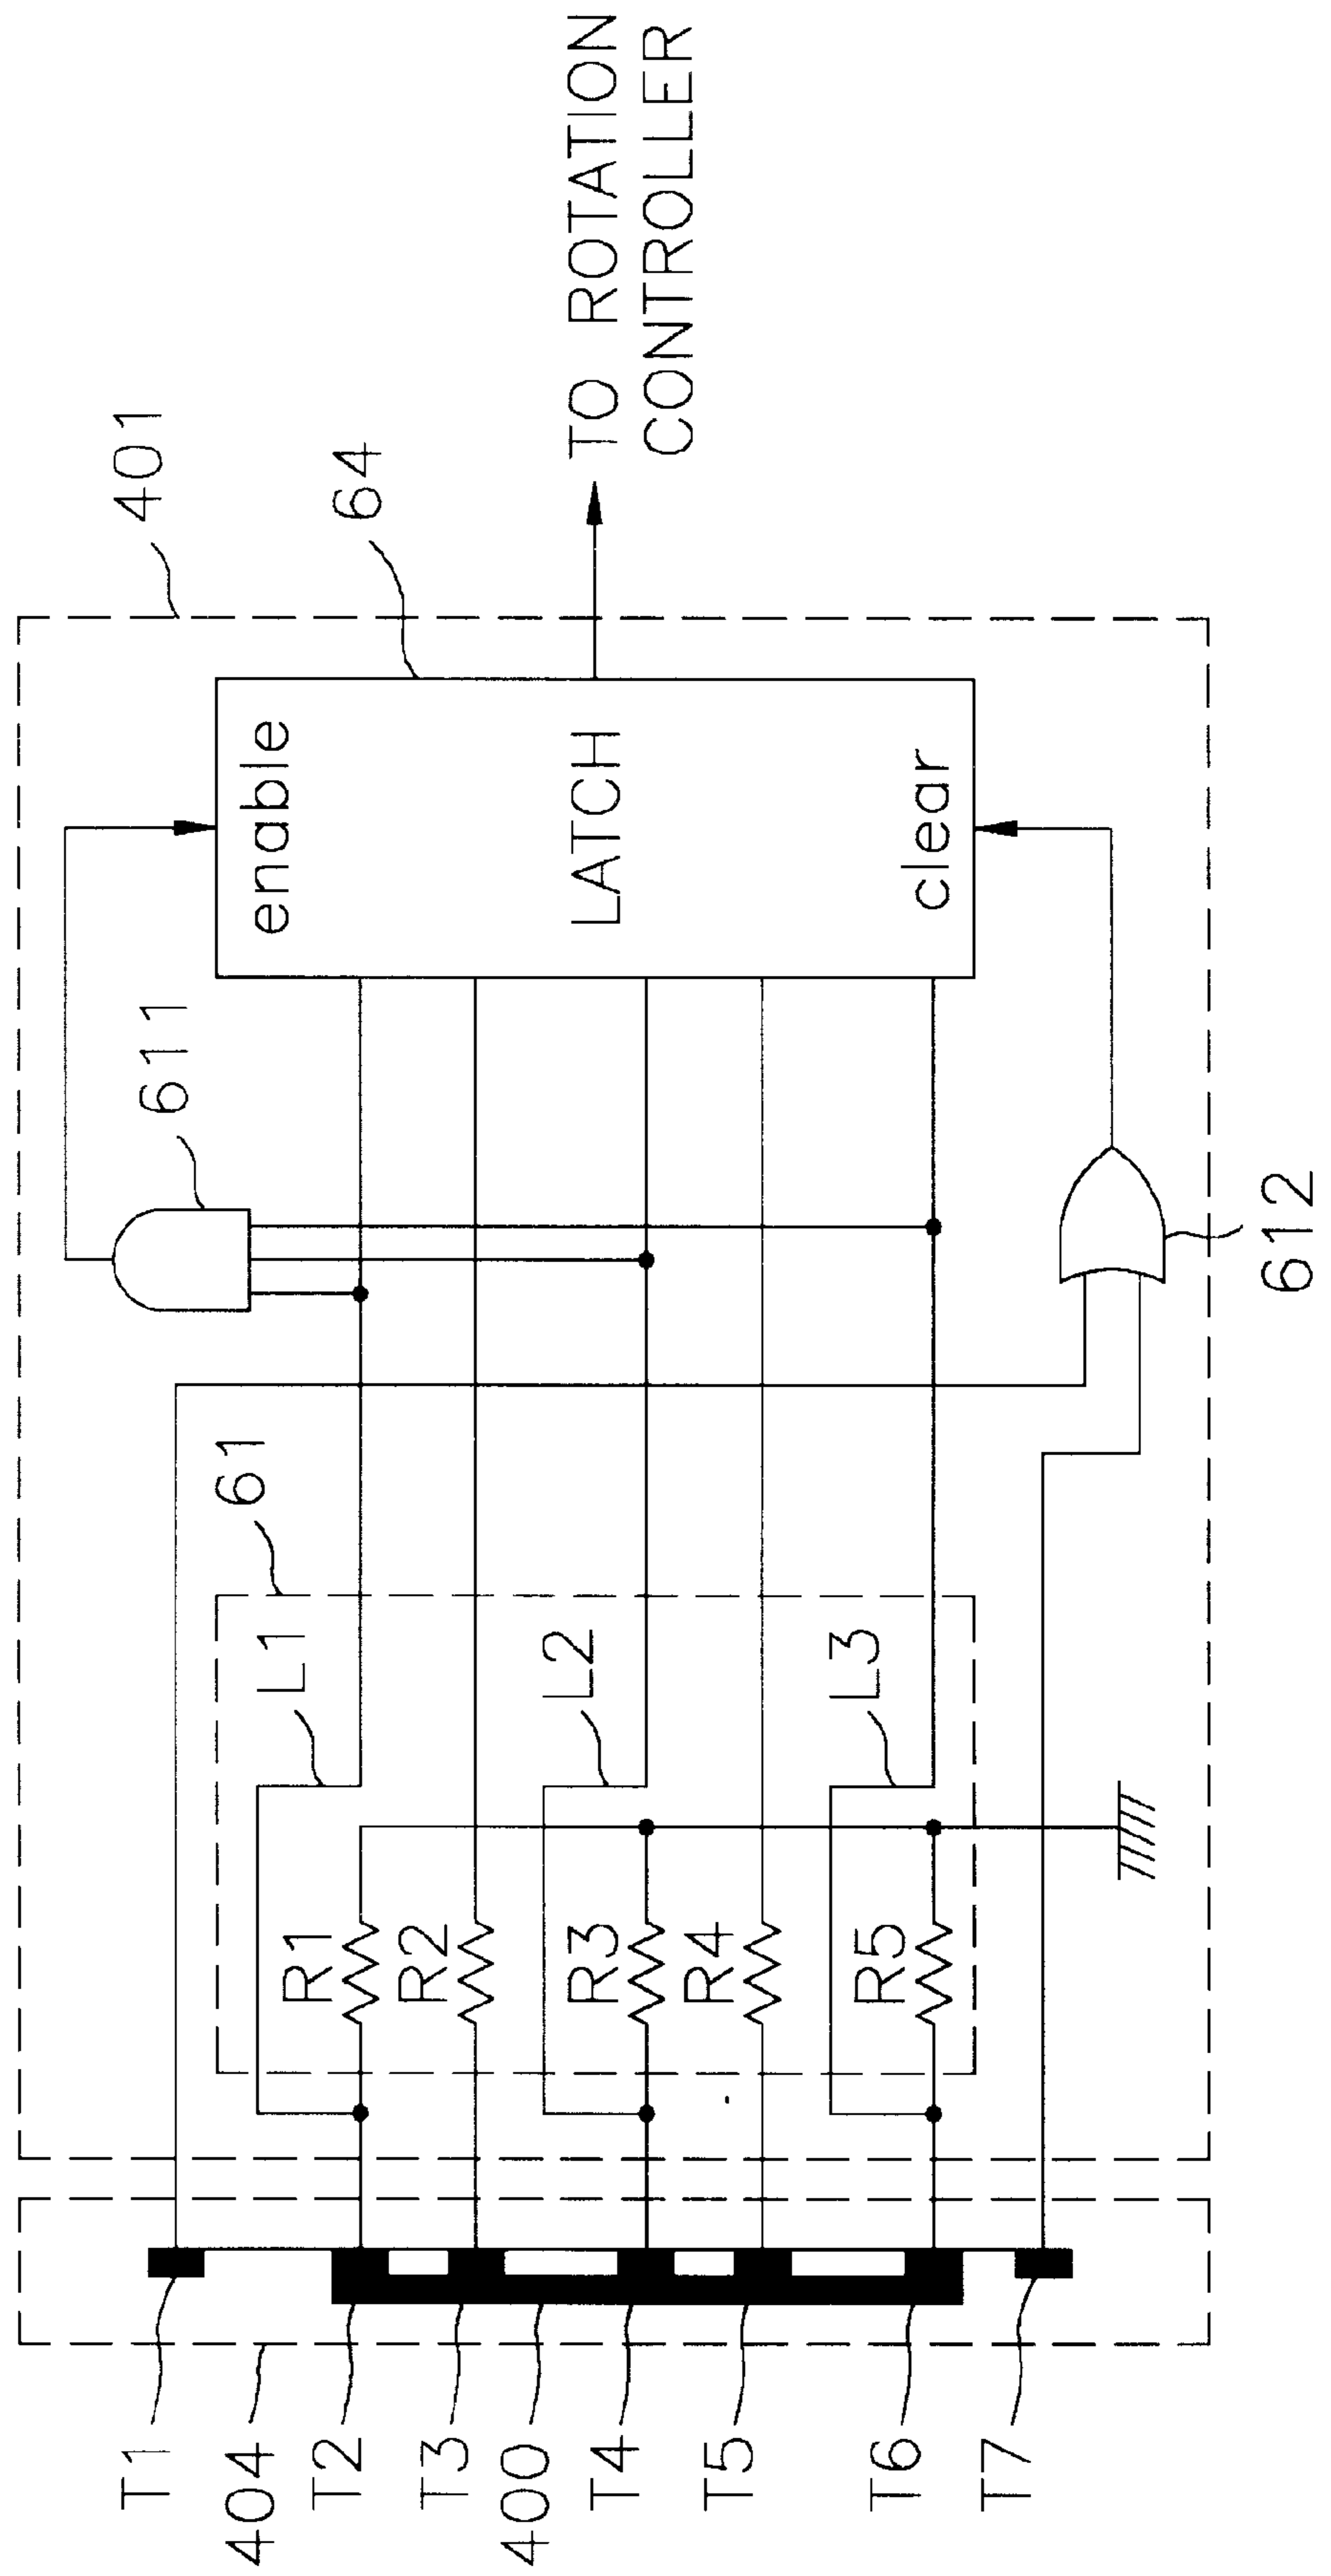 401
64
611
enable
LATCH
clear
TO ROTATION
CONTROLLER
61
L1
L2
L3
R1
R2
R3
R4
R5
612
T1
404
T2
T3
400
T4
T5
T6
T7